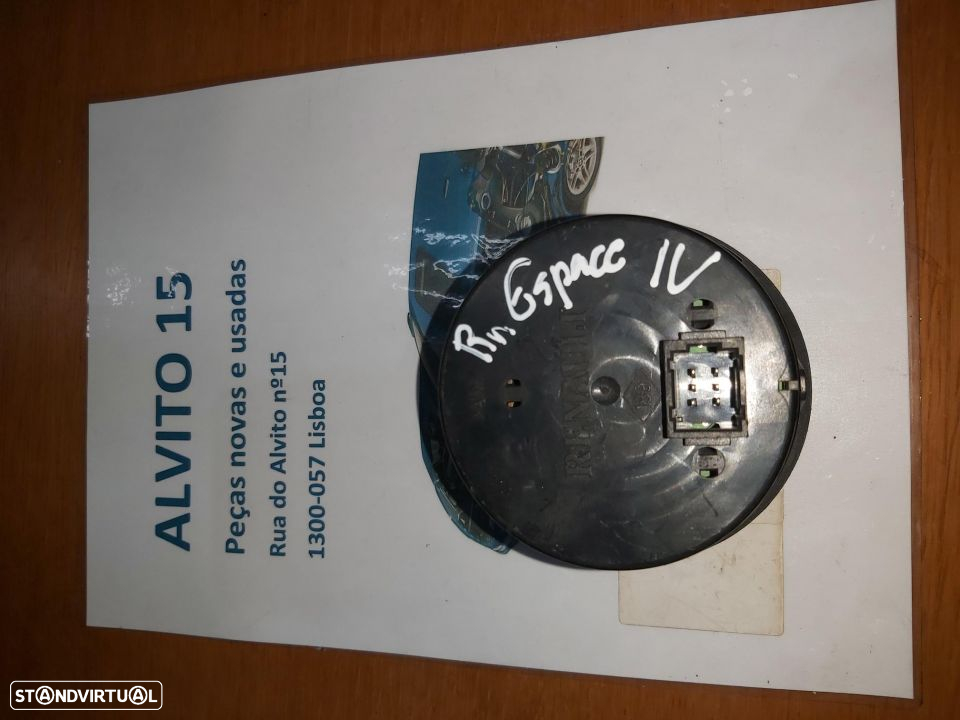 ALVITO 15
Peças novas e usadas
Rua do Alvito nº15
1300-057 Lisboa
Rn Espace IV
RENAULT
STANDVIRTUAL